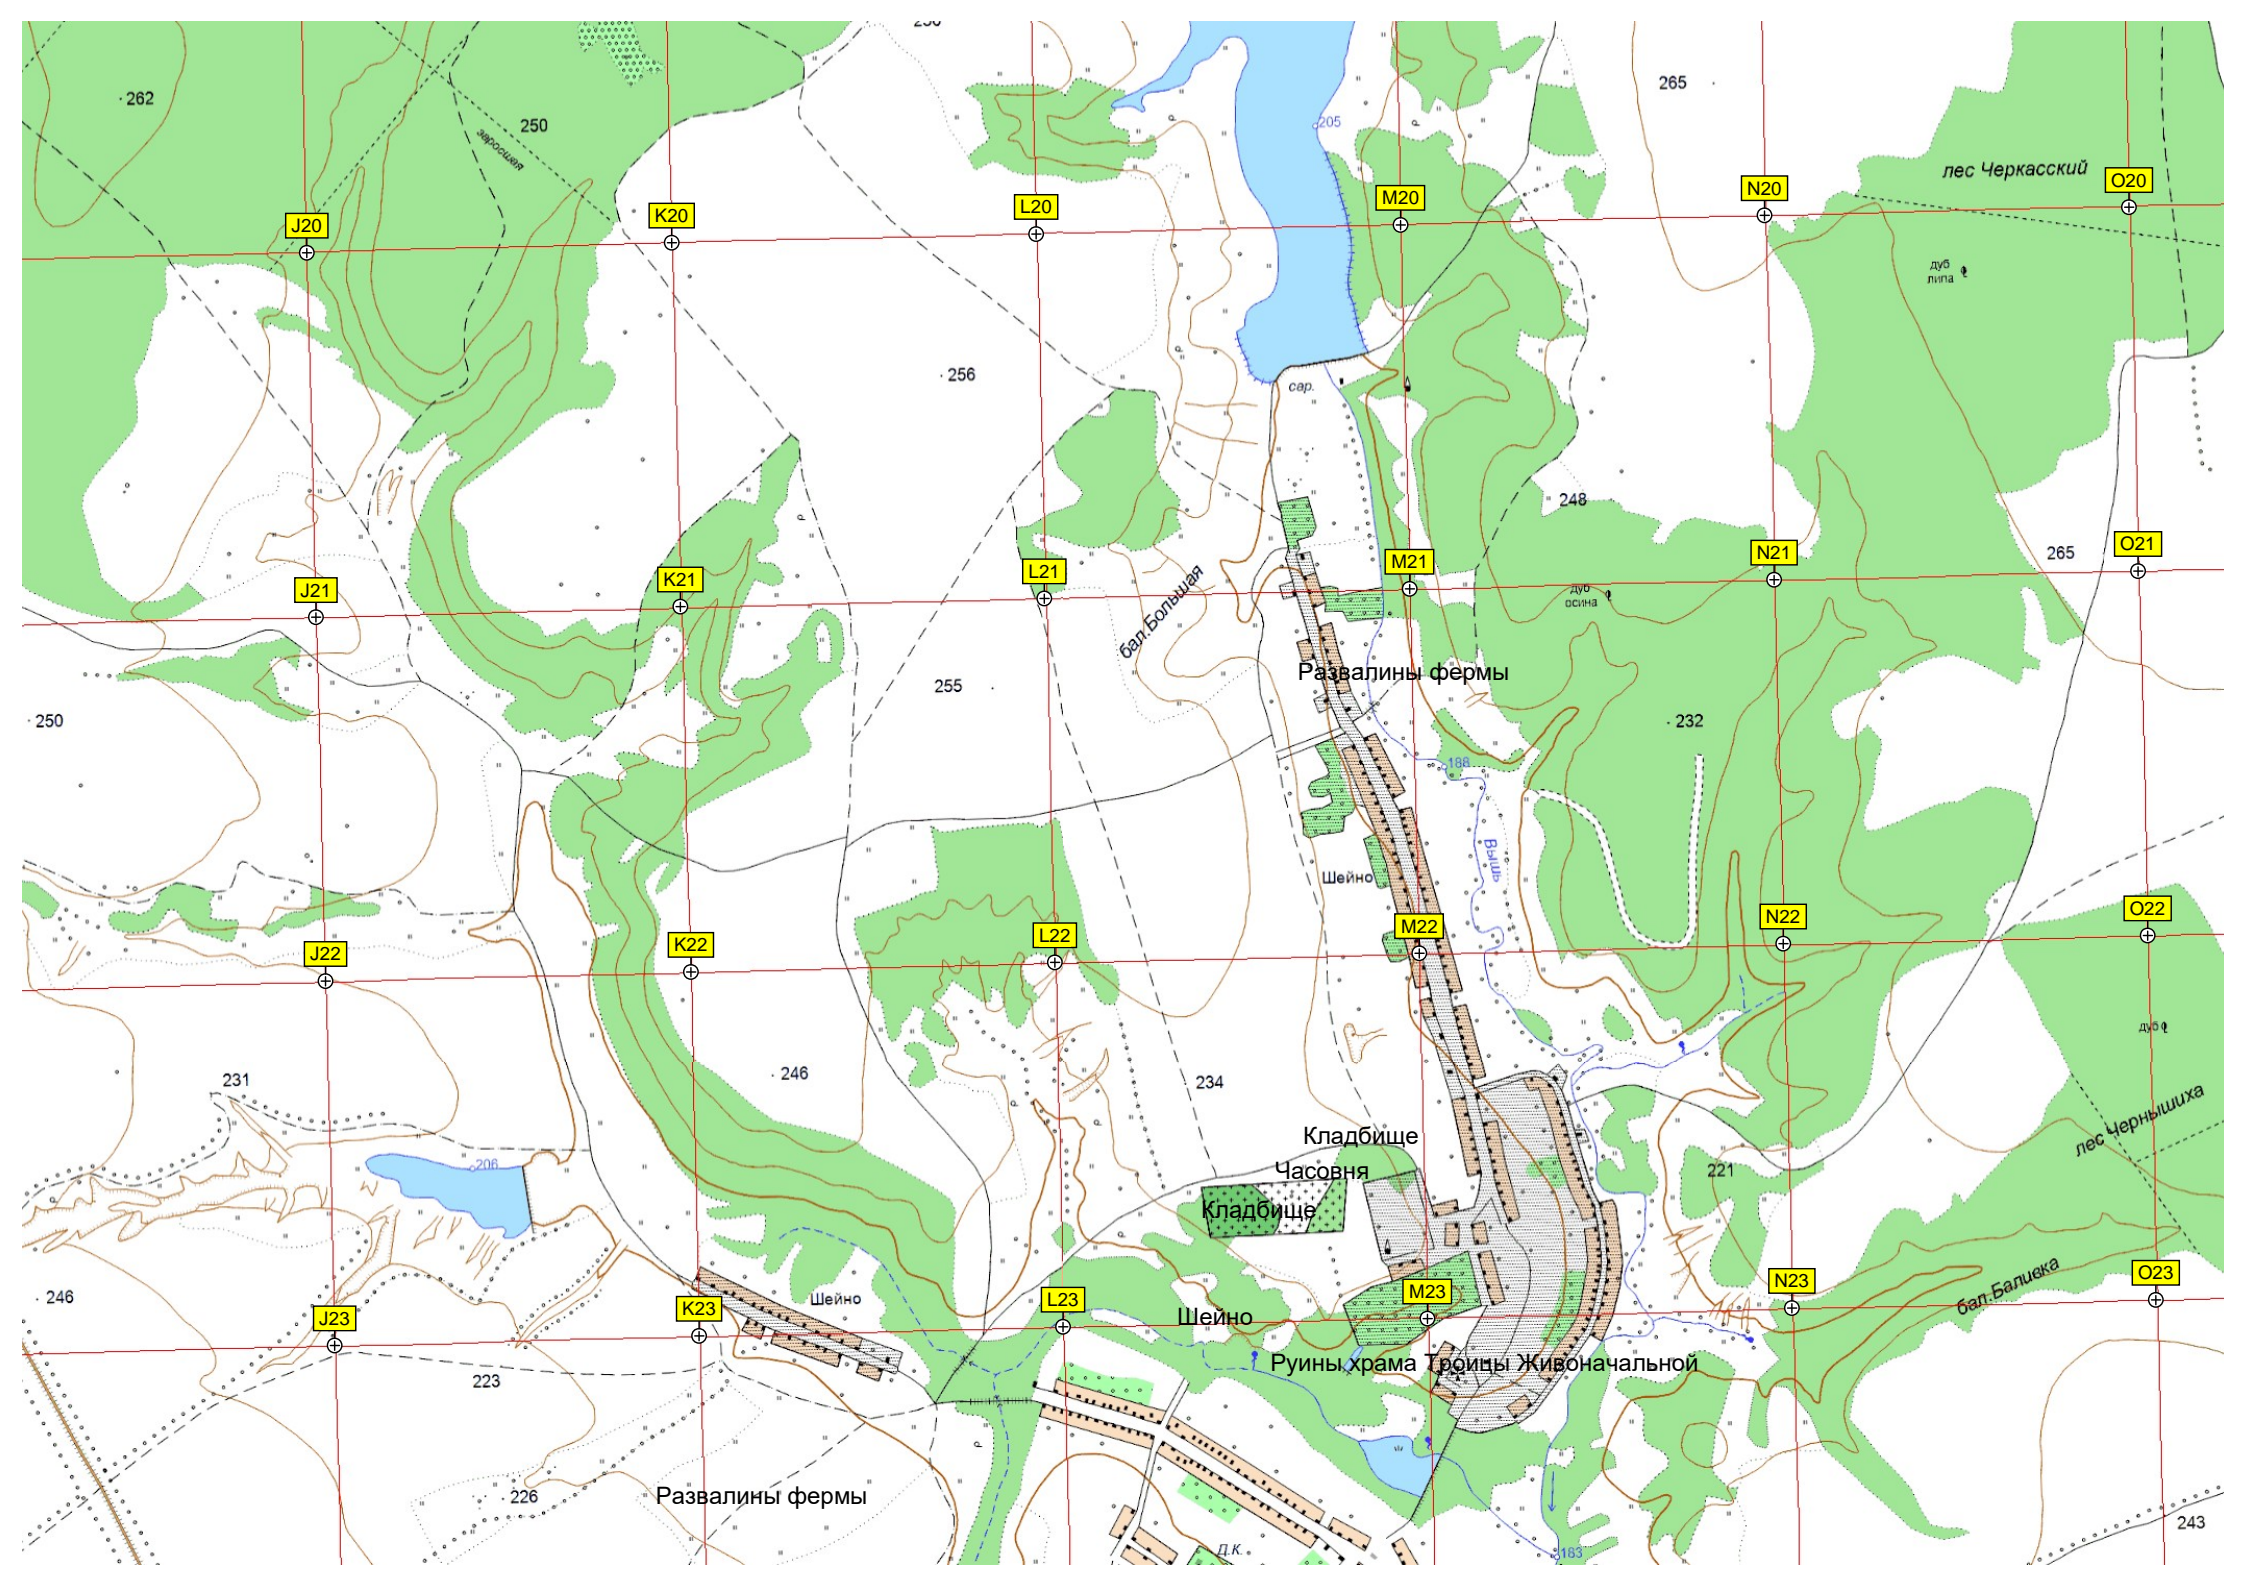 262
250
заросшая
205
265
лес Черкасский
J20
K20
L20
M20
N20
O20
дуб
липа
256
сар.
248
265
J21
K21
L21
M21
N21
O21
дуб
осина
бал.Большая
Развалины фермы
255
250
232
188
Вышь
Шейно
J22
K22
L22
M22
N22
O22
дуб
231
246
234
лес Чернышиха
Кладбище
Часовня
206
221
Кладбище
бал.Баливка
246
Шейно
Шейно
J23
K23
L23
M23
N23
O23
Руины храма Троицы Живоначальной
223
226
Развалины фермы
243
Д.К.
183